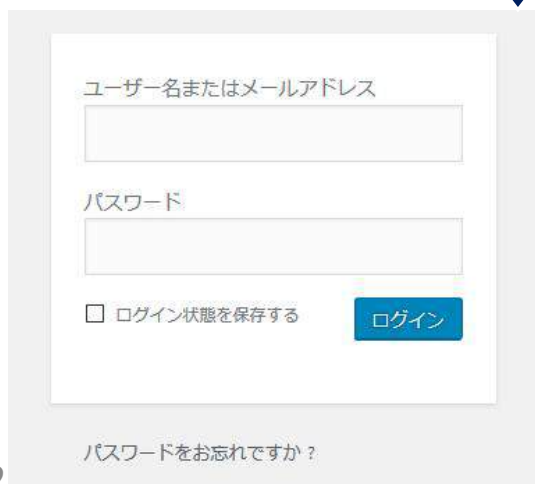 ユーザー名またはメールアドレス
パスワード
ログイン状態を保存する
ログイン
パスワードをお忘れですか ?